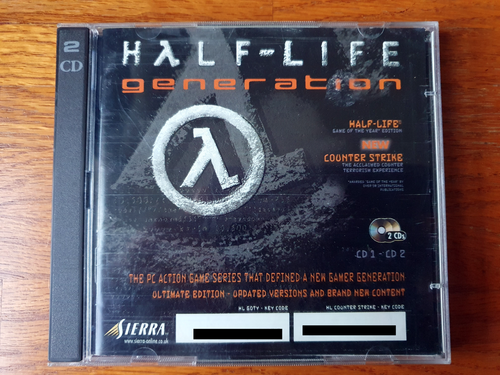 2
CD
HλLF-LIFE
generation
HALF-LIFE®
GAME OF THE YEAR EDITION
NEW
COUNTER STRIKE
THE ACCLAIMED COUNTER
TERRORISM EXPERIENCE
PUBLICATIONS
2 CDs
CD 1 - CD 2
THE PC ACTION GAME SERIES THAT DEFINED A NEW GAMER GENERATION
ULTIMATE EDITION - UPDATED VERSIONS AND BRAND NEW CONTENT
HL GOTY - KEY CODE
HL COUNTER STRIKE - KEY CODE
SIERRA
www.sierra-online.co.uk